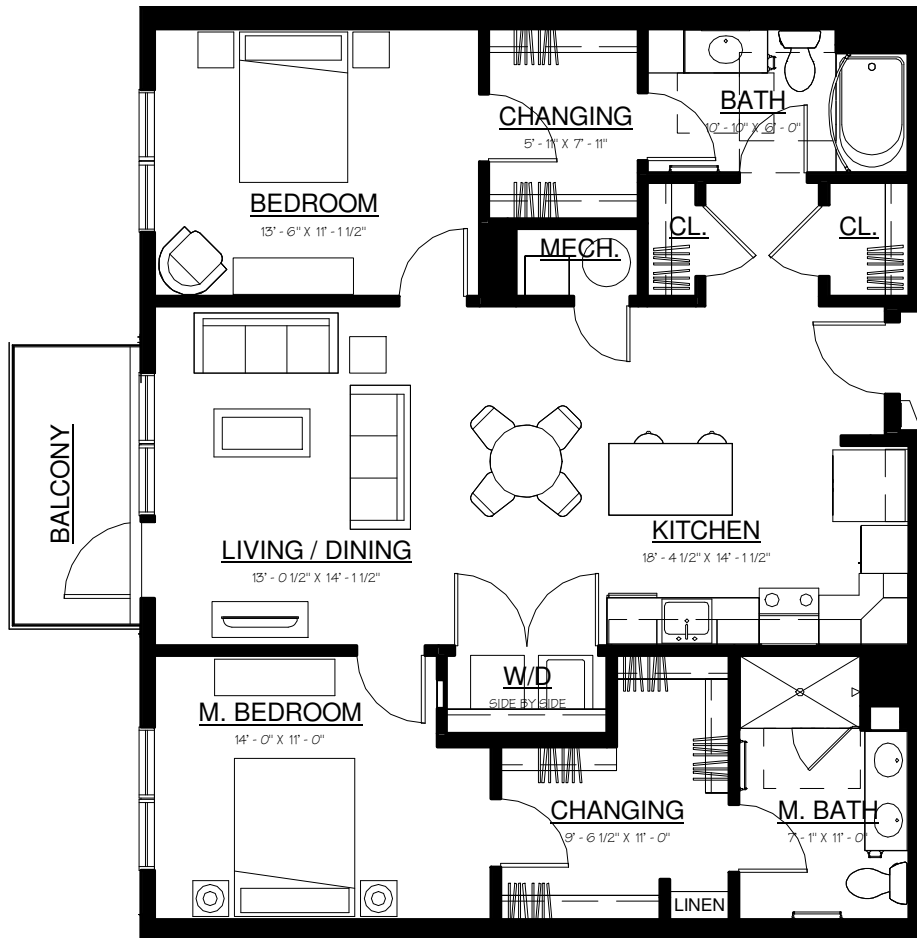 CHANGING
5' - 11" X 7' - 11"
BATH
10' - 10" X 6' - 0"
BEDROOM
13' - 6" X 11' - 1 1/2"
MECH.
CL.
CL.
BALCONY
LIVING / DINING
13' - 0 1/2" X 14' - 1 1/2"
KITCHEN
18' - 4 1/2" X 14' - 1 1/2"
W/D
SIDE BY SIDE
M. BEDROOM
14' - 0" X 11' - 0"
CHANGING
9' - 6 1/2" X 11' - 0"
M. BATH
7' - 1" X 11' - 0"
LINEN